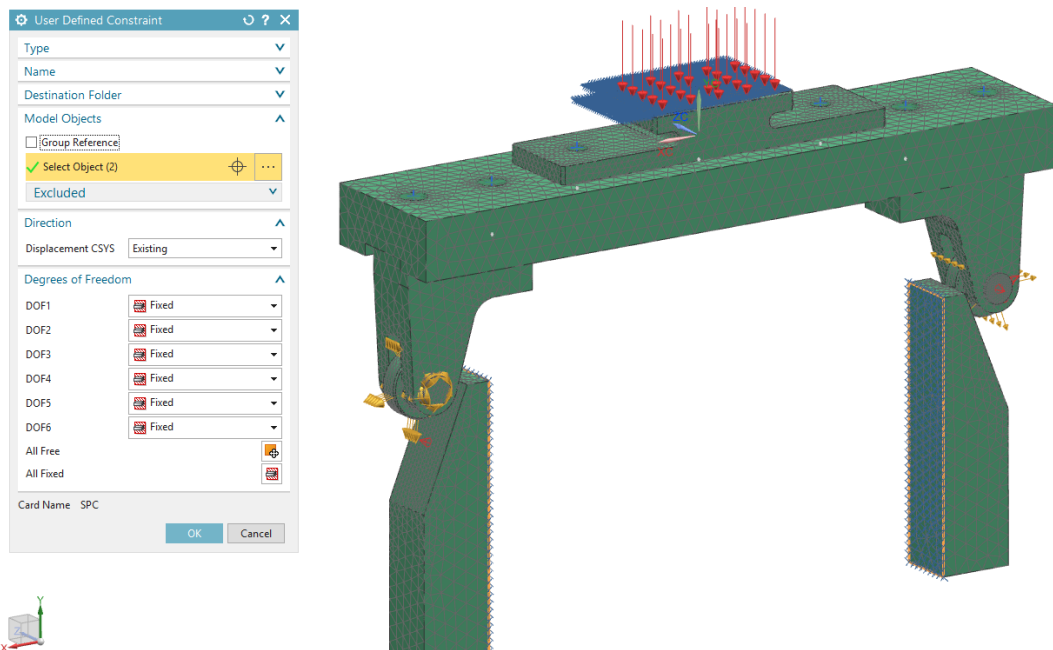 User Defined Constraint
Type
Name
Destination Folder
Model Objects
Group Reference
Select Object (2)
Excluded
Direction
Displacement CSYS Existing
Degrees of Freedom
DOF1 Fixed
DOF2 Fixed
DOF3 Fixed
DOF4 Fixed
DOF5 Fixed
DOF6 Fixed
All Free
All Fixed
Card Name SPC
OK Cancel
ZC
Y
Z
X